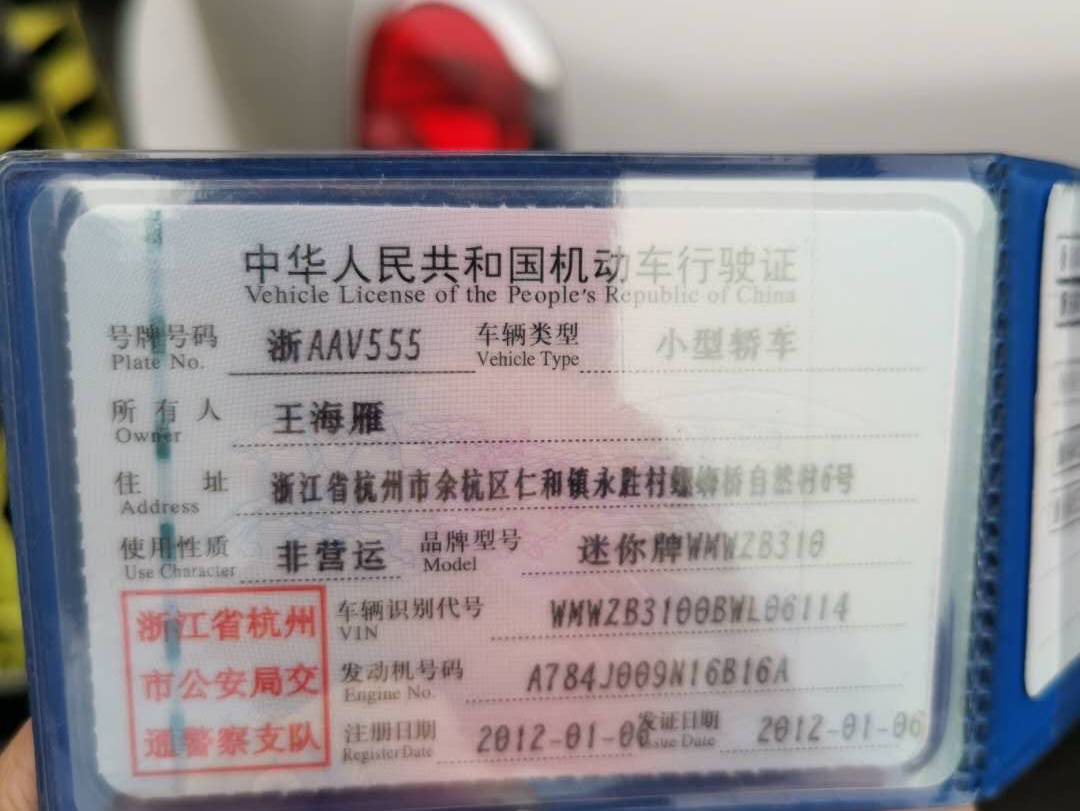 中华人民共和国机动车行驶证
Vehicle License of the People's Republic of China
号牌号码 浙AAV555 车辆类型 小型轿车
Plate No. Vehicle Type
所有人 王海雁
Owner
住址 浙江省杭州市余杭区仁和镇永胜村螺蛳桥自然村6号
Address
使用性质 非营运 品牌型号 迷你牌WMWZB310
Use Character Model
浙江省杭州
市公安局交
通警察支队
车辆识别代号 WMWZB3100BWL06114
VIN
发动机号码 A784J009N16B16A
Engine No.
注册日期 2012-01-06 发证日期 2012-01-06
Register Date Issue Date